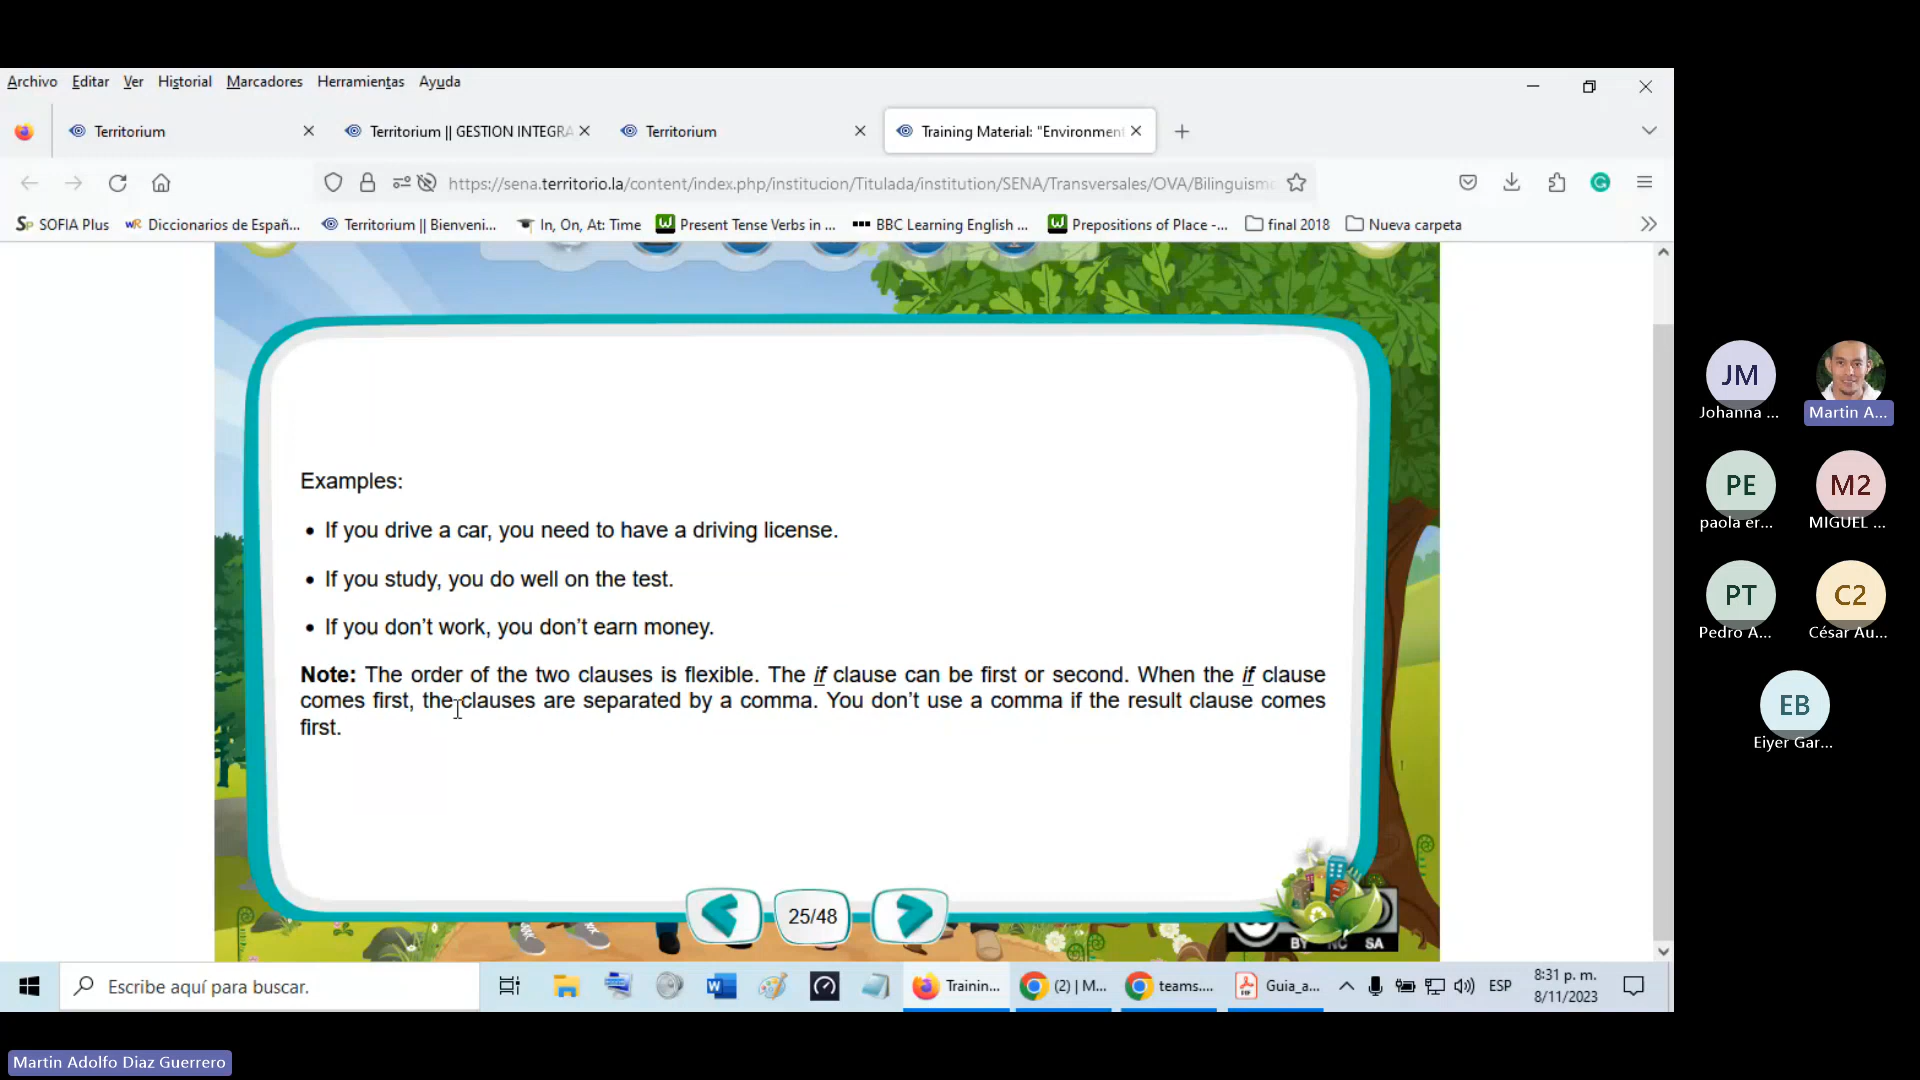 Archivo Editar Ver Historial Marcadores Herramientas Ayuda
Territorium
Territorium || GESTION INTEGRA
Territorium
Training Material: "Environment
https://sena.territorio.la/content/index.php/institucion/Titulada/institution/SENA/Transversales/OVA/Bilinguismo
SOFIA Plus
Diccionarios de Españ...
Territorium || Bienveni...
In, On, At: Time
Present Tense Verbs in ...
BBC Learning English ...
Prepositions of Place -...
final 2018
Nueva carpeta
Examples:
• If you drive a car, you need to have a driving license.
• If you study, you do well on the test.
• If you don't work, you don't earn money.
Note: The order of the two clauses is flexible. The if clause can be first or second. When the if clause
comes first, the clauses are separated by a comma. You don't use a comma if the result clause comes
first.
25/48
BY NC SA
JM
Johanna ...
Martin A...
PE
paola er...
M2
MIGUEL ...
PT
Pedro A...
C2
César Au...
EB
Eiyer Gar...
Escribe aquí para buscar.
Trainin...
(2) | M...
teams....
Guia_a...
ESP
8:31 p. m.
8/11/2023
Martin Adolfo Diaz Guerrero